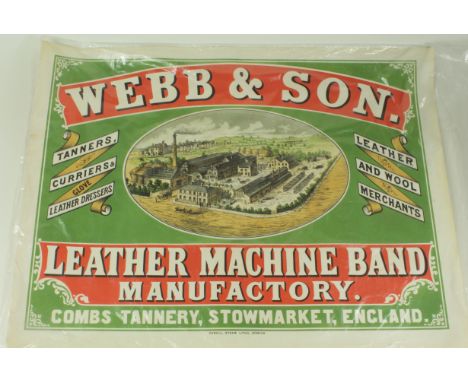 WEBB & SON.
TANNERS.
CURRIERS &
GLOVE
LEATHER DRESSERS
LEATHER
AND WOOL
MERCHANTS
LEATHER MACHINE BAND
MANUFACTORY.
COMBS TANNERY, STOWMARKET, ENGLAND.